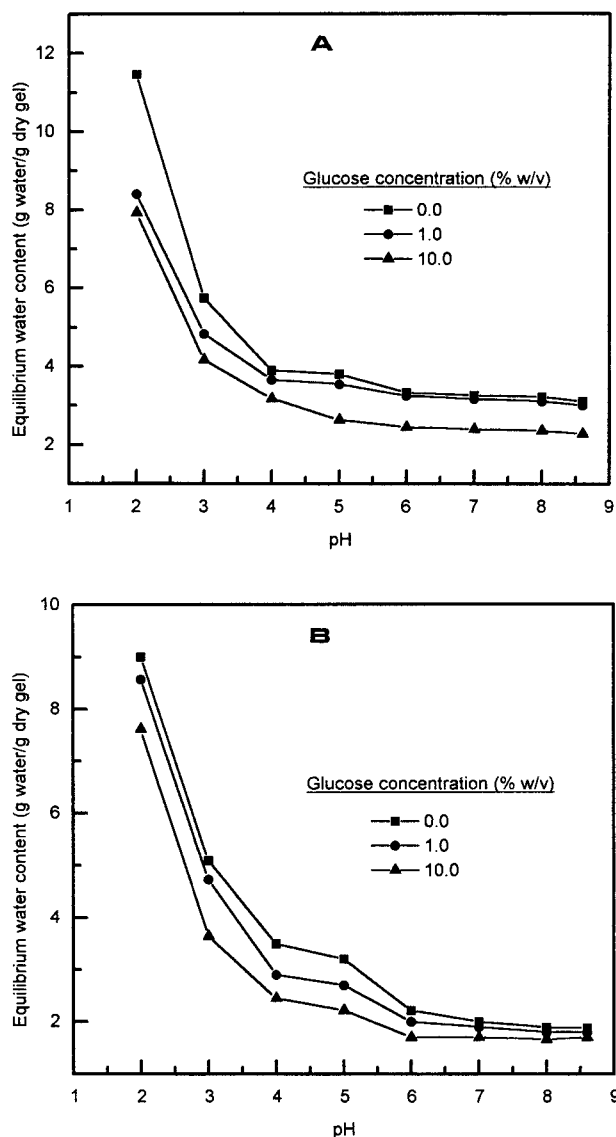 A
Equilibrium water content (g water/g dry gel)
12
10
8
6
4
2
Glucose concentration (% w/v)
0.0
1.0
10.0
1 2 3 4 5 6 7 8 9
pH
B
Equilibrium water content (g water/g dry gel)
10
8
6
4
2
Glucose concentration (% w/v)
0.0
1.0
10.0
1 2 3 4 5 6 7 8 9
pH